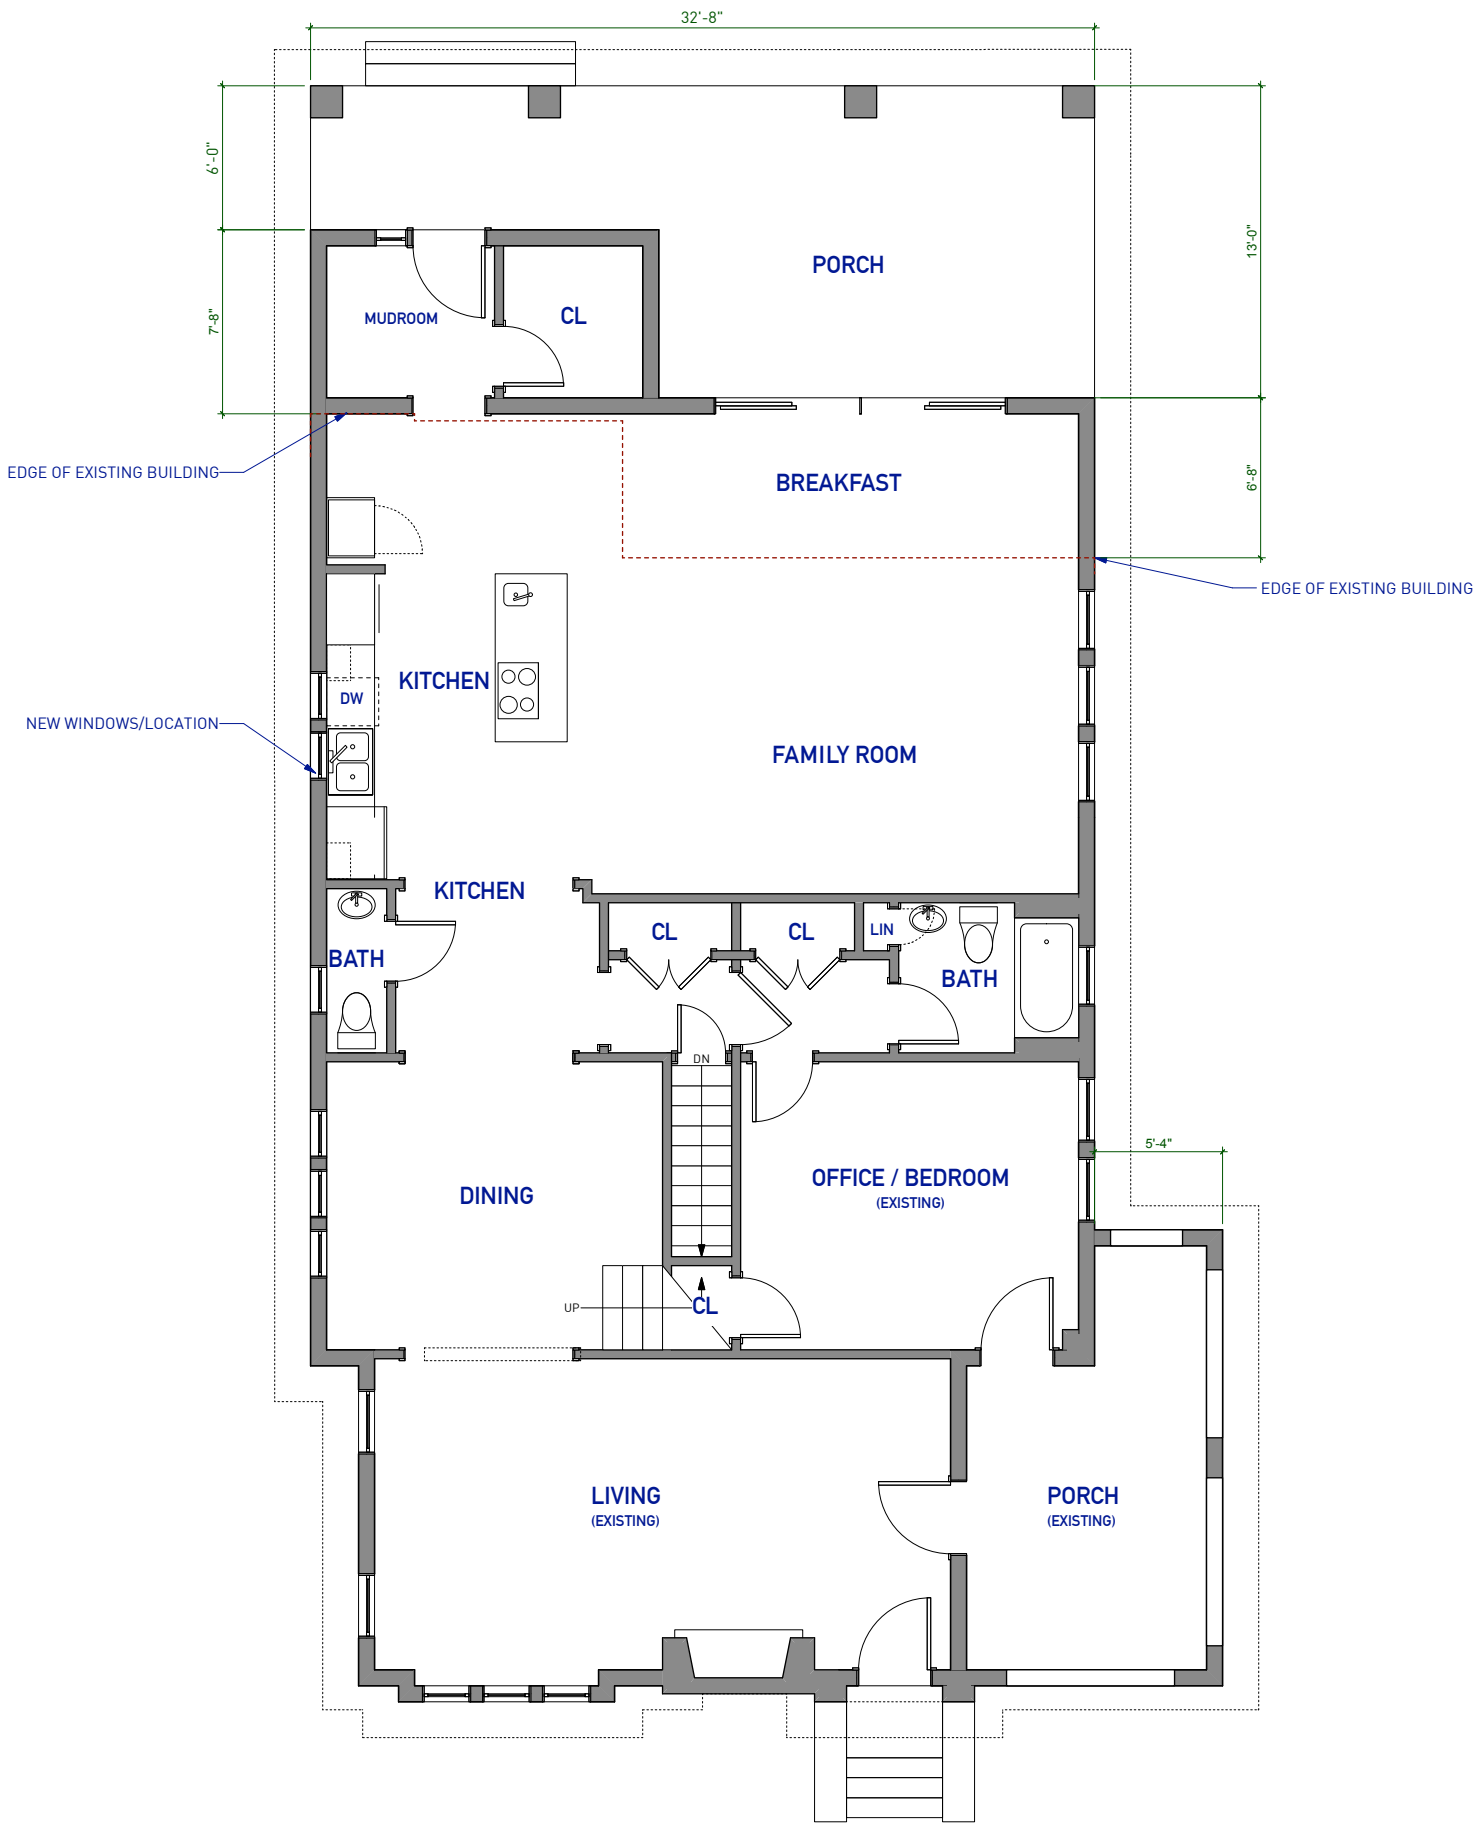 32'-8"
6'-0"
13'-0"
PORCH
7'-8"
MUDROOM
CL
EDGE OF EXISTING BUILDING
BREAKFAST
6'-8"
EDGE OF EXISTING BUILDING
KITCHEN
DW
NEW WINDOWS/LOCATION
FAMILY ROOM
KITCHEN
CL
CL
LIN
BATH
BATH
DN
5'-4"
DINING
OFFICE / BEDROOM
(EXISTING)
UP
CL
LIVING
(EXISTING)
PORCH
(EXISTING)